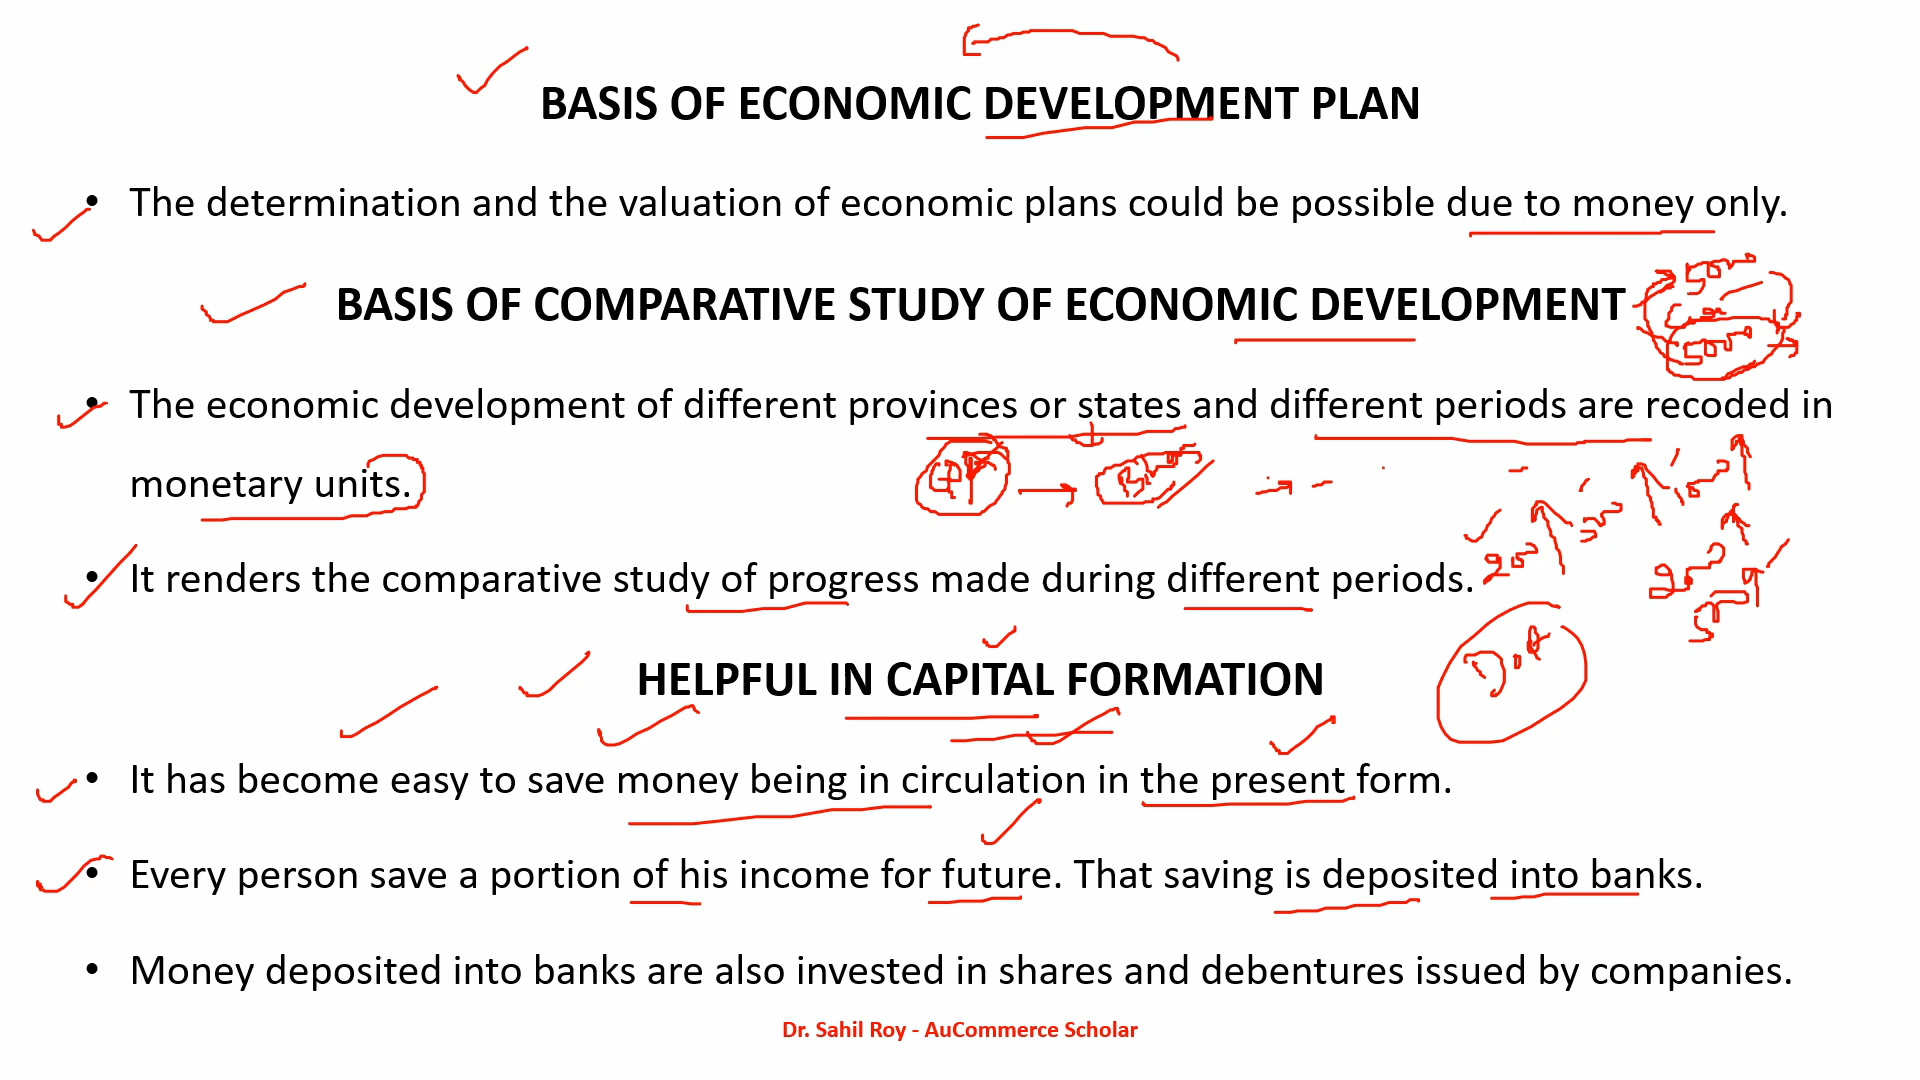 BASIS OF ECONOMIC DEVELOPMENT PLAN
• The determination and the valuation of economic plans could be possible due to money only.
BASIS OF COMPARATIVE STUDY OF ECONOMIC DEVELOPMENT
• The economic development of different provinces or states and different periods are recoded in
monetary units.
• It renders the comparative study of progress made during different periods.
HELPFUL IN CAPITAL FORMATION
• It has become easy to save money being in circulation in the present form.
• Every person save a portion of his income for future. That saving is deposited into banks.
• Money deposited into banks are also invested in shares and debentures issued by companies.
Dr. Sahil Roy - AuCommerce Scholar